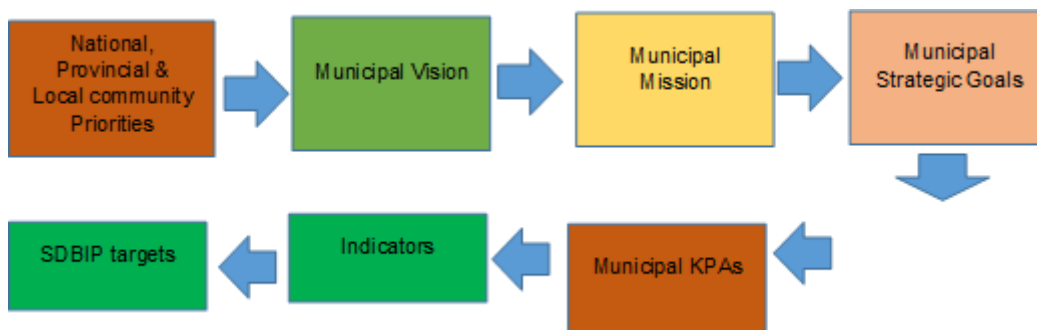 National,
Provincial &
Local community
Priorities
Municipal Vision
Municipal
Mission
Municipal
Strategic Goals
SDBIP targets
Indicators
Municipal KPAs